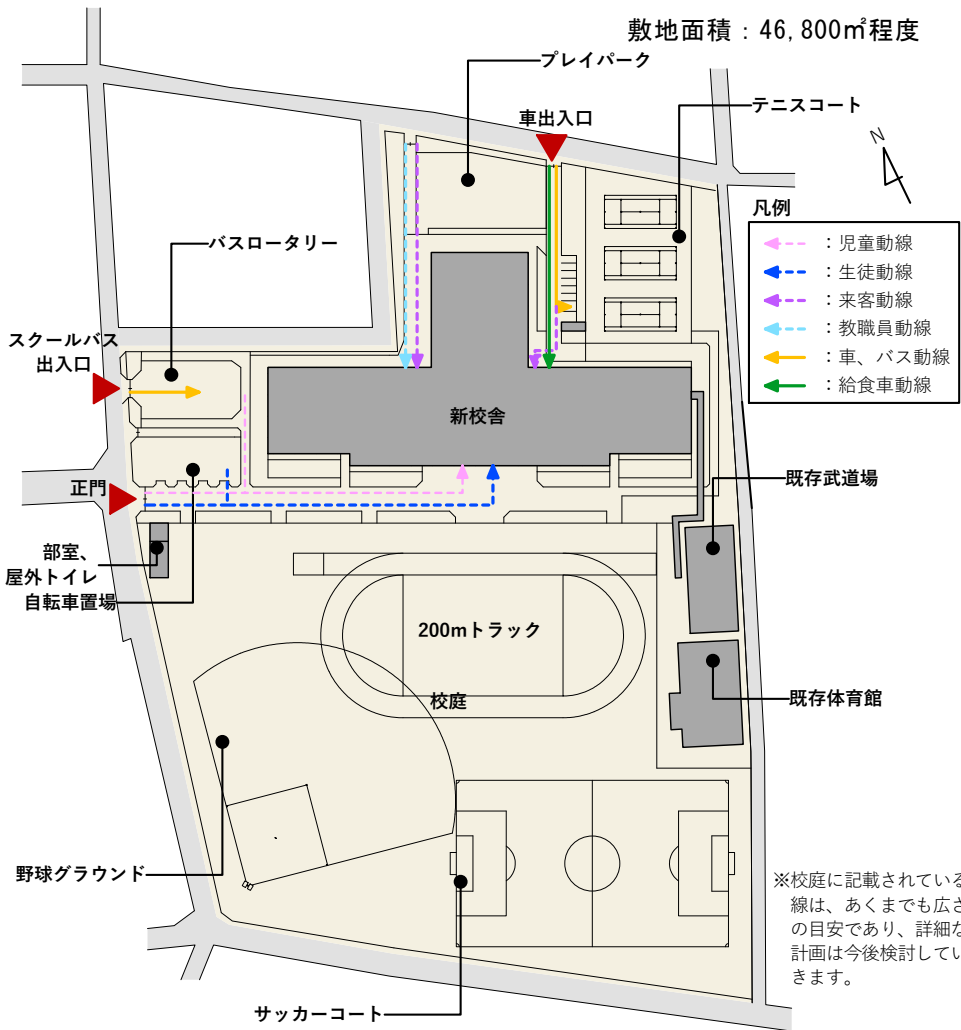 敷地面積：46,800㎡程度
プレイパーク
車出入口
テニスコート
N
凡例
：児童動線
：生徒動線
：来客動線
：教職員動線
：車、バス動線
：給食車動線
バスロータリー
スクールバス
出入口
新校舎
正門
既存武道場
部室、
屋外トイレ
自転車置場
200mトラック
校庭
既存体育館
野球グラウンド
※校庭に記載されている
線は、あくまでも広さ
の目安であり、詳細な
計画は今後検討してい
きます。
サッカーコート